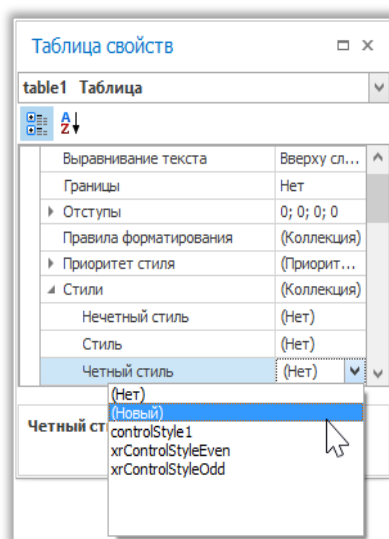 Таблица свойств
table1 Таблица
A
Z
Выравнивание текста Вверху сл...
Границы Нет
Отступы 0; 0; 0; 0
Правила форматирования (Коллекция)
Приоритет стиля (Приорит...
Стили (Коллекция)
Нечетный стиль (Нет)
Стиль (Нет)
Четный стиль (Нет)
(Нет)
(Новый)
Четный ст
controlStyle1
xrControlStyleEven
xrControlStyleOdd